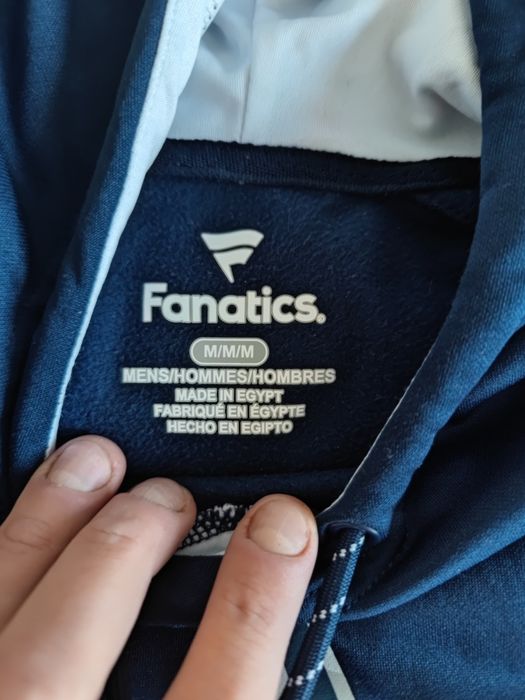 Fanatics.
M/M/M
MENS/HOMMES/HOMBRES
MADE IN EGYPT
FABRIQUÉ EN ÉGYPTE
HECHO EN EGIPTO